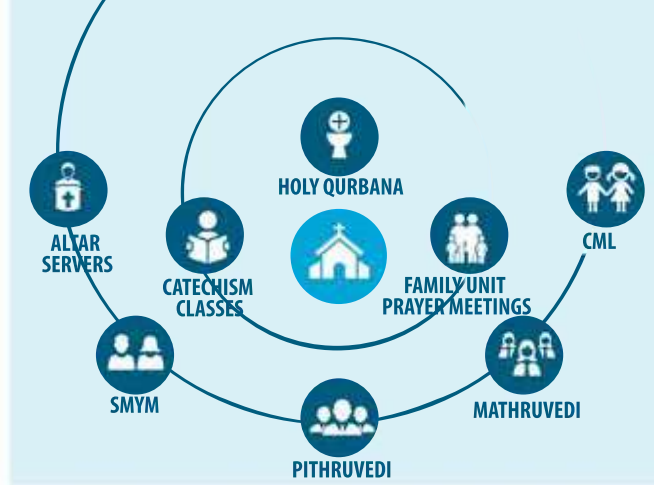 HOLY QURBANA
ALTAR
SERVERS
CATECHISM
CLASSES
FAMILY UNIT
PRAYER MEETINGS
CML
SMYM
MATHRUVEDI
PITHRUVEDI